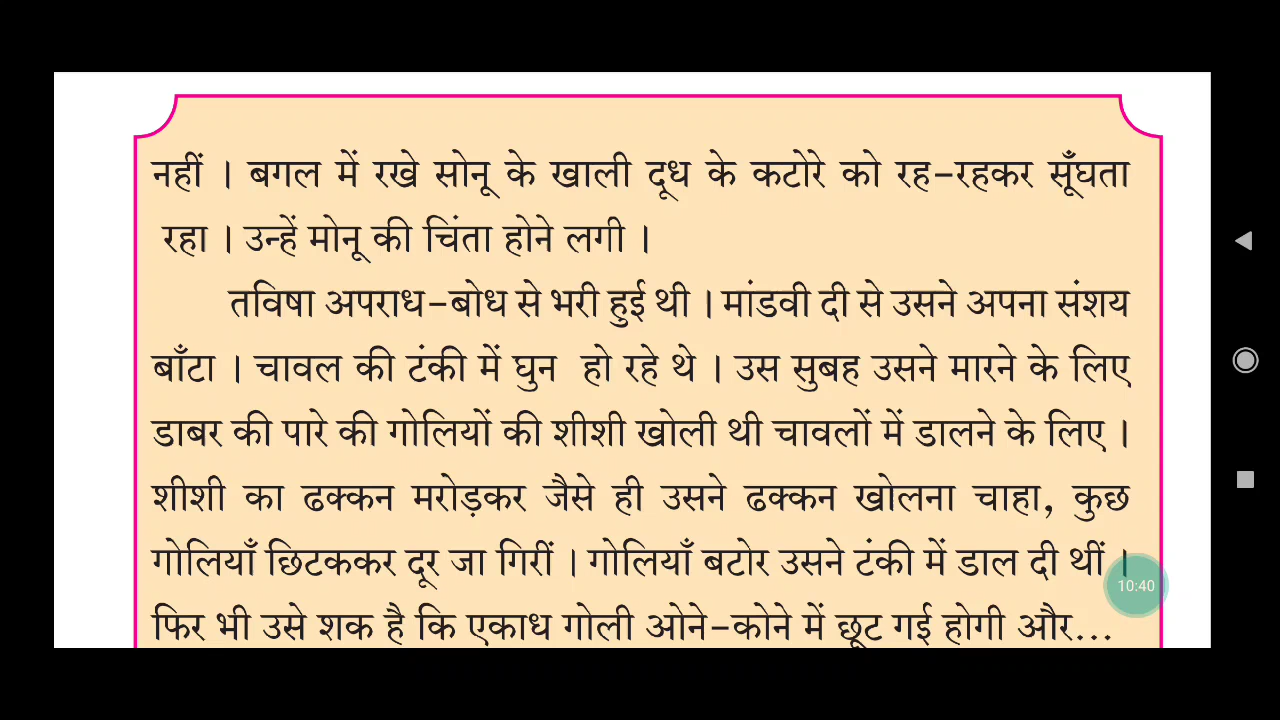 नहीं । बगल में रखे सोनू के खाली दूध के कटोरे को रह-रहकर सूँघता
रहा । उन्हें मोनू की चिंता होने लगी ।
तविषा अपराध-बोध से भरी हुई थी । मांडवी दी से उसने अपना संशय
बाँटा । चावल की टंकी में घुन हो रहे थे । उस सुबह उसने मारने के लिए
डाबर की पारे की गोलियों की शीशी खोली थी चावलों में डालने के लिए ।
शीशी का ढक्कन मरोड़कर जैसे ही उसने ढक्कन खोलना चाहा, कुछ
गोलियाँ छिटककर दूर जा गिरीं । गोलियाँ बटोर उसने टंकी में डाल दी थीं ।
10:40
फिर भी उसे शक है कि एकाध गोली ओने-कोने में छूट गई होगी और...